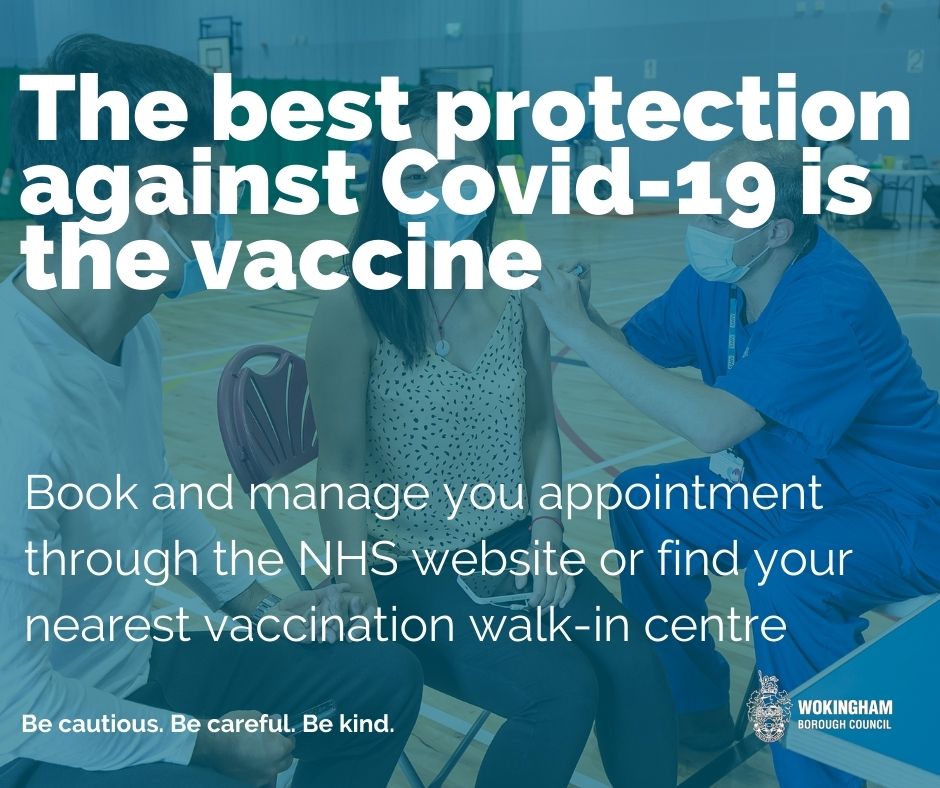 The best protection
against Covid-19 is
the vaccine
Book and manage you appointment
through the NHS website or find your
nearest vaccination walk-in centre
Be cautious. Be careful. Be kind.
WOKINGHAM
BOROUGH COUNCIL